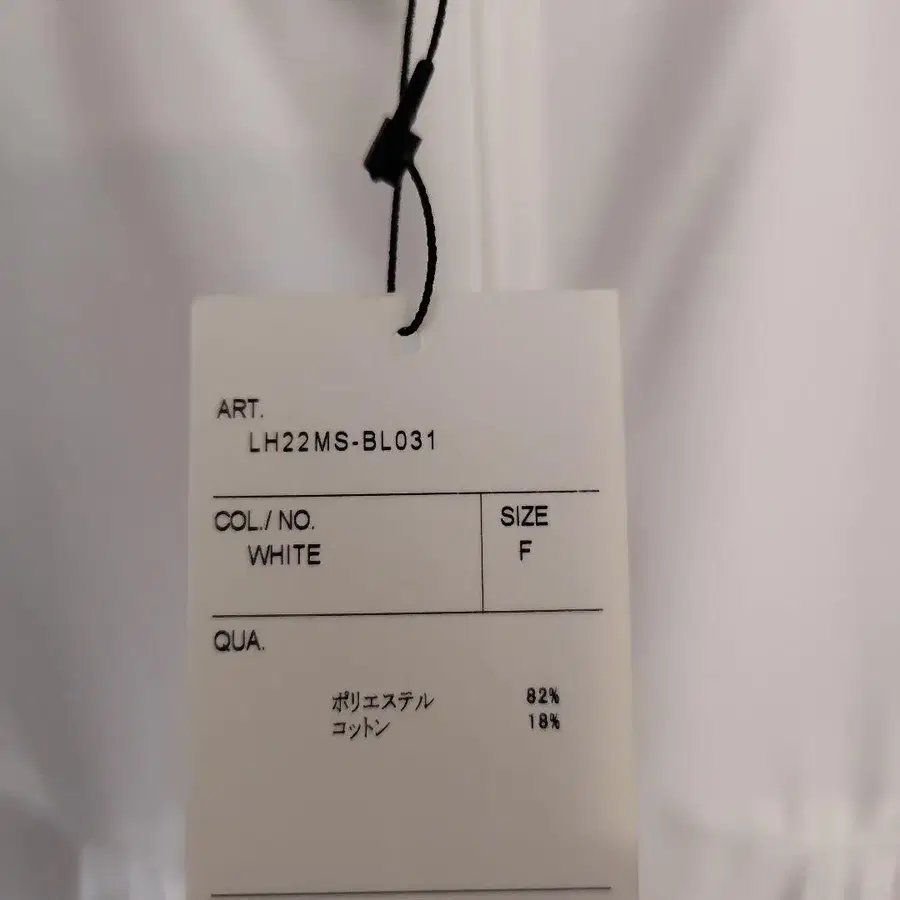 ART.
LH22MS-BL031
COL./ NO.
WHITE
SIZE
F
QUA.
ポリエステル 82%
コットン 18%